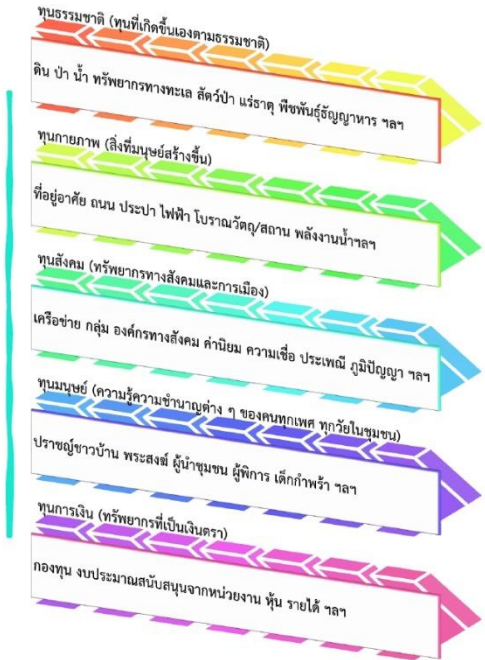 ทุนธรรมชาติ (ทุนที่เกิดขึ้นเองตามธรรมชาติ)
ดิน ป่า น้ำ ทรัพยากรทางทะเล สัตว์ป่า แร่ธาตุ พืชพันธุ์ธัญญาหาร ฯลฯ
ทุนกายภาพ (สิ่งที่มนุษย์สร้างขึ้น)
ที่อยู่อาศัย ถนน ประปา ไฟฟ้า โบราณวัตถุ/สถาน พลังงานน้ำฯลฯ
ทุนสังคม (ทรัพยากรทางสังคมและการเมือง)
เครือข่าย กลุ่ม องค์กรทางสังคม ค่านิยม ความเชื่อ ประเพณี ภูมิปัญญา ฯลฯ
ทุนมนุษย์ (ความรู้ความชำนาญต่าง ๆ ของคนทุกเพศ ทุกวัยในชุมชน)
ปราชญ์ชาวบ้าน พระสงฆ์ ผู้นำชุมชน ผู้พิการ เด็กกำพร้า ฯลฯ
ทุนการเงิน (ทรัพยากรที่เป็นเงินตรา)
กองทุน งบประมาณสนับสนุนจากหน่วยงาน หุ้น รายได้ ฯลฯ